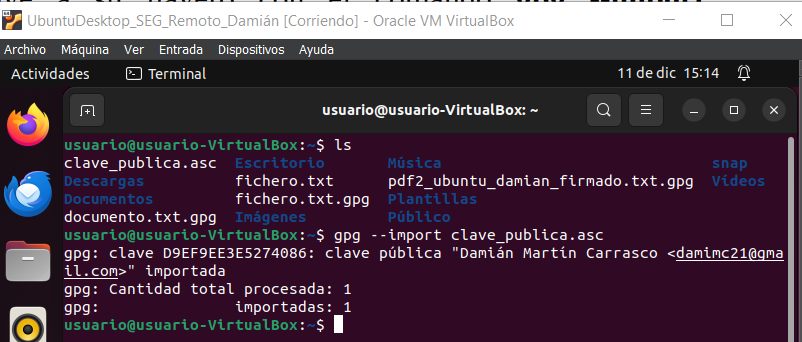 UbuntuDesktop_SEG_Remoto_Damián [Corriendo] - Oracle VM VirtualBox
Archivo Máquina Ver Entrada Dispositivos Ayuda
Actividades Terminal 11 de dic 15:14
usuario@usuario-VirtualBox: ~
usuario@usuario-VirtualBox:~$ ls
clave_publica.asc Escritorio Música snap
Descargas fichero.txt pdf2_ubuntu_damian_firmado.txt.gpg Vídeos
Documentos fichero.txt.gpg Plantillas
documento.txt.gpg Imágenes Público
usuario@usuario-VirtualBox:~$ gpg --import clave_publica.asc
gpg: clave D9EF9EE3E5274086: clave pública "Damián Martín Carrasco <damimc21@gma
il.com>" importada
gpg: Cantidad total procesada: 1
gpg: importadas: 1
usuario@usuario-VirtualBox:~$